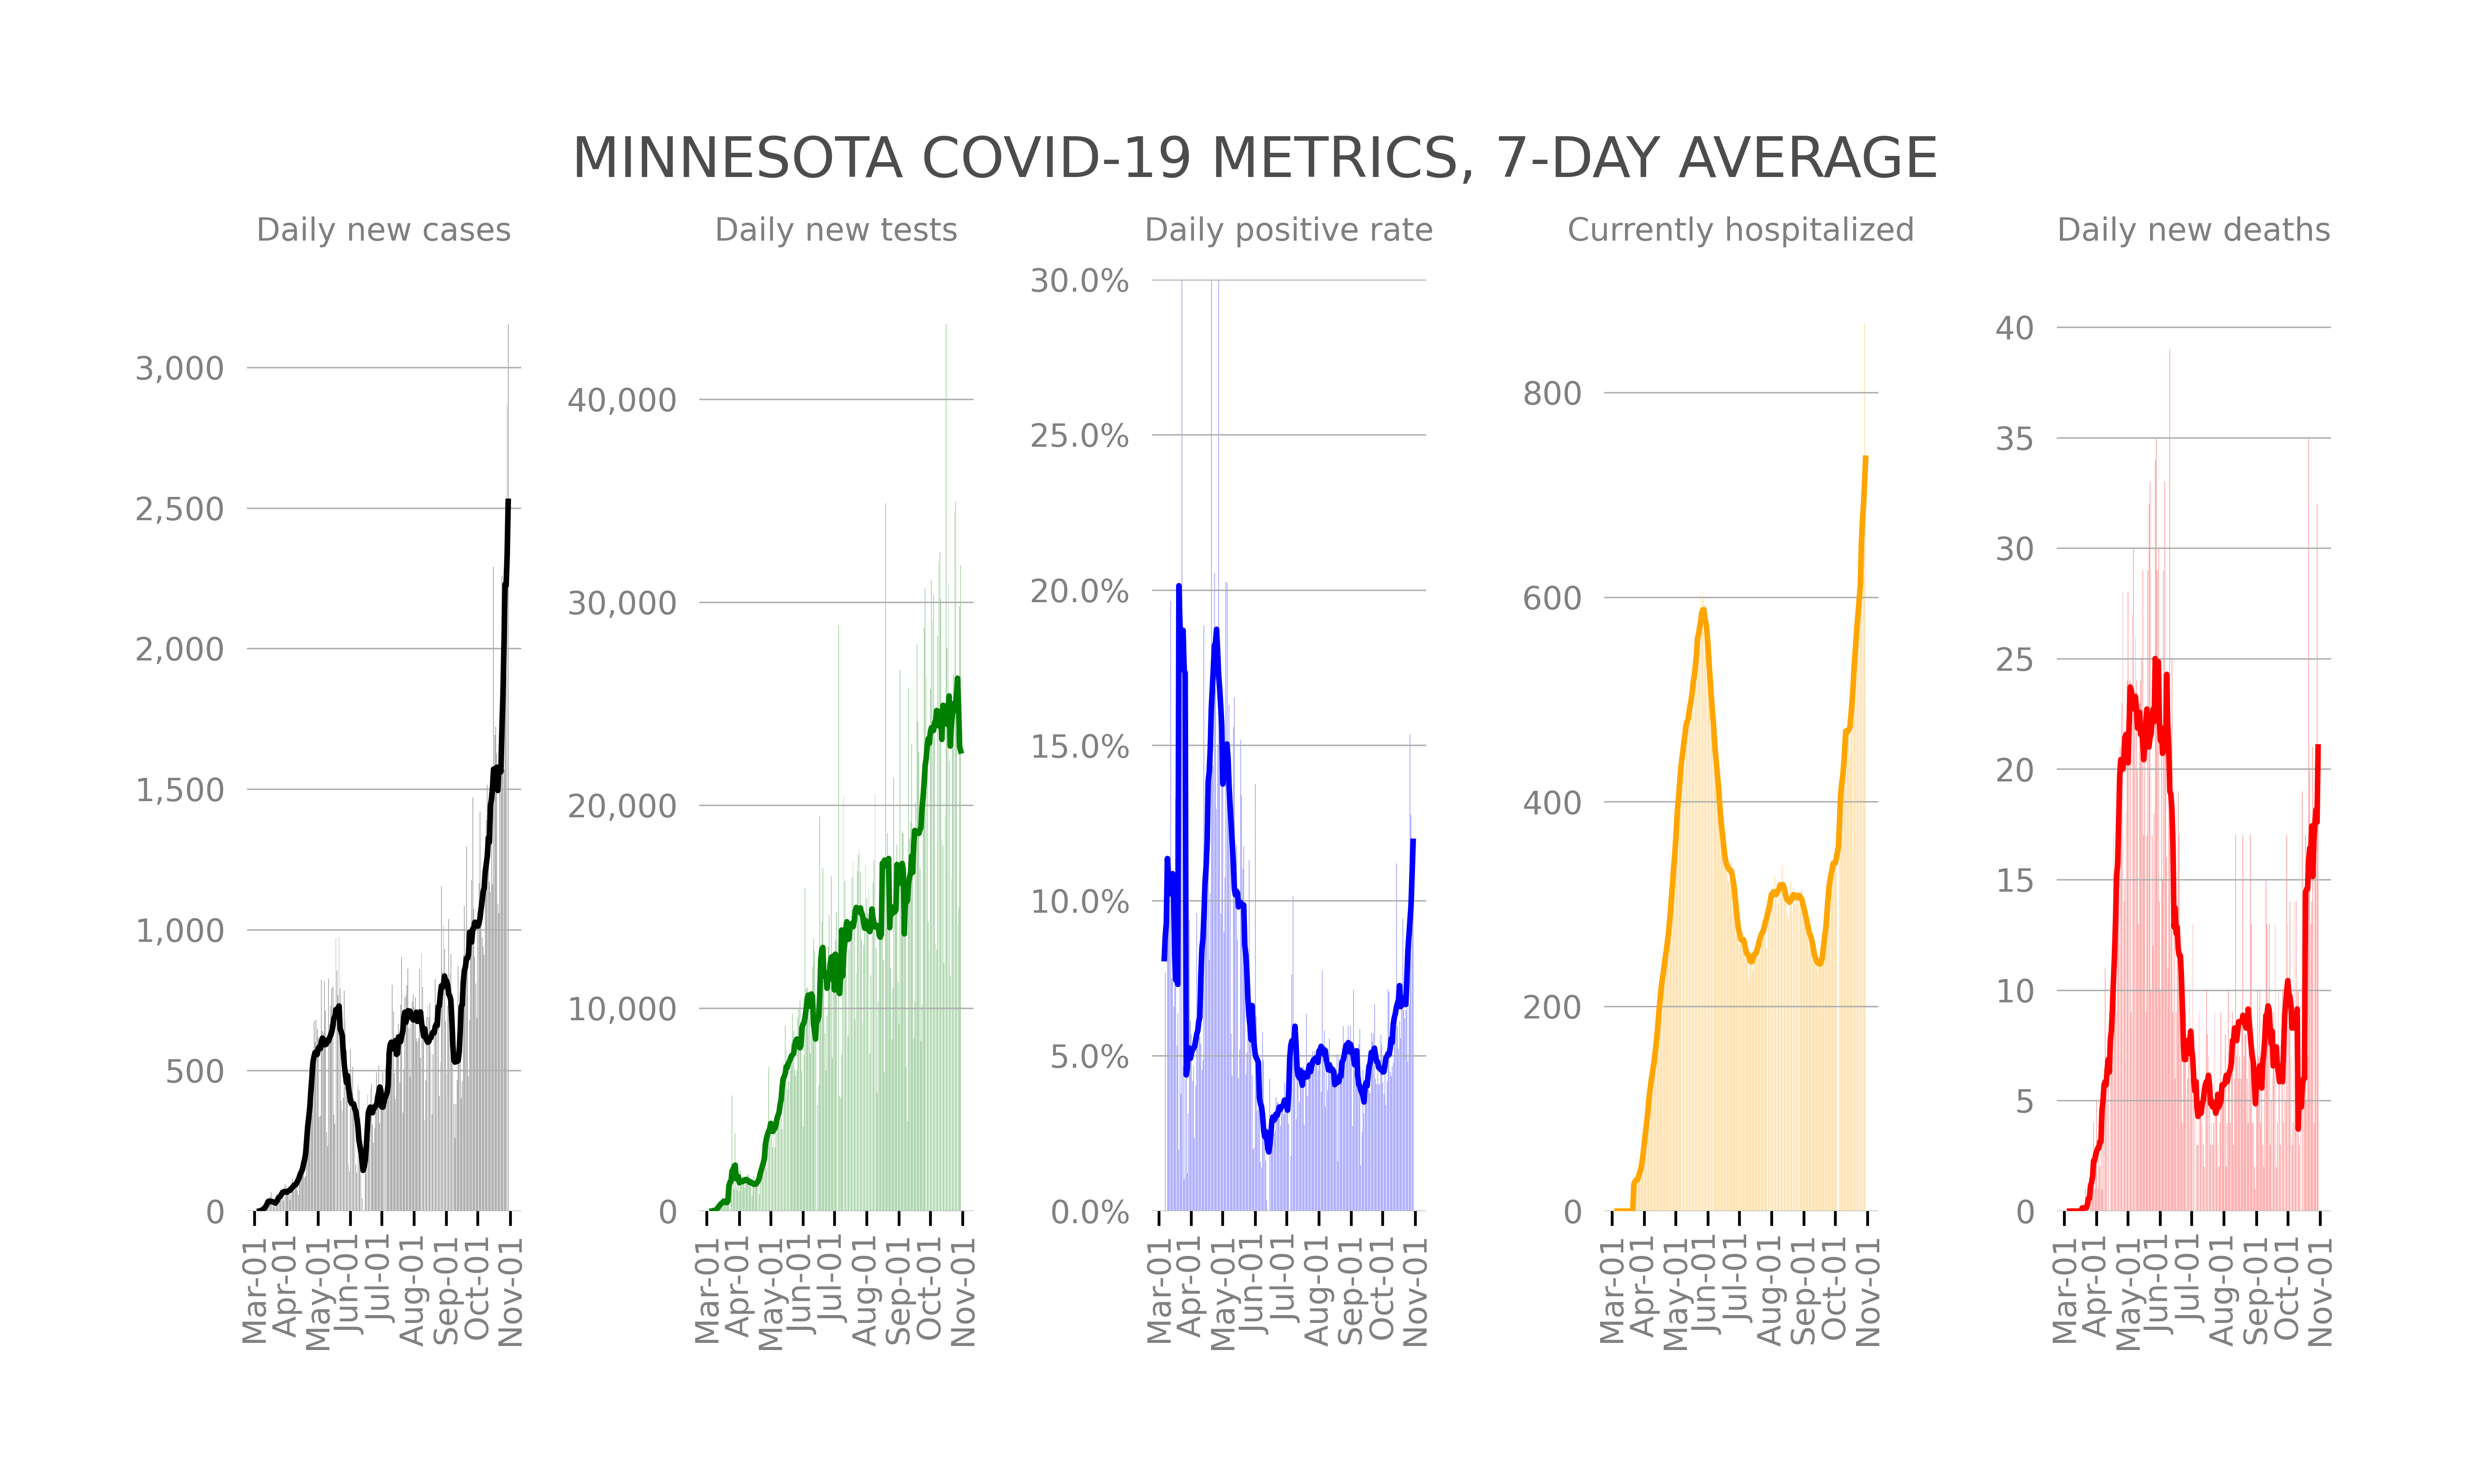 MINNESOTA COVID-19 METRICS, 7-DAY AVERAGE
Daily new cases
3,000
2,500
2,000
1,500
1,000
500
0
Mar-01
Apr-01
May-01
Jun-01
Jul-01
Aug-01
Sep-01
Oct-01
Nov-01
Daily new tests
40,000
30,000
20,000
10,000
0
Mar-01
Apr-01
May-01
Jun-01
Jul-01
Aug-01
Sep-01
Oct-01
Nov-01
Daily positive rate
30.0%
25.0%
20.0%
15.0%
10.0%
5.0%
0.0%
Mar-01
Apr-01
May-01
Jun-01
Jul-01
Aug-01
Sep-01
Oct-01
Nov-01
Currently hospitalized
800
600
400
200
0
Mar-01
Apr-01
May-01
Jun-01
Jul-01
Aug-01
Sep-01
Oct-01
Nov-01
Daily new deaths
40
35
30
25
20
15
10
5
0
Mar-01
Apr-01
May-01
Jun-01
Jul-01
Aug-01
Sep-01
Oct-01
Nov-01